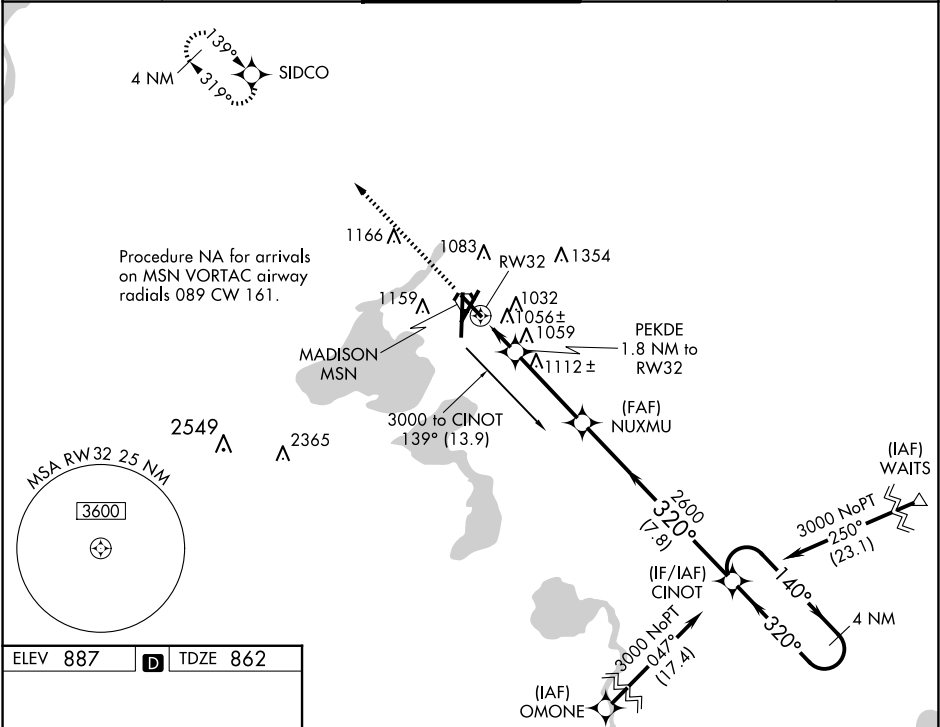 139°
4 NM
319°
SIDCO
Procedure NA for arrivals
on MSN VORTAC airway
radials 089 CW 161.
1166
1083
RW32
1354
1159
1032
1056±
1059
1112±
MADISON
MSN
PEKDE
1.8 NM to
RW32
3000 to CINOT
139° (13.9)
(FAF)
NUXMU
2549
2365
MSA RW32 25 NM
3600
(IAF)
WAITS
3000 NoPT
250°
(23.1)
2600
320°
(7.8)
(IF/IAF)
CINOT
140°
320°
4 NM
3000 NoPT
047°
(17.4)
(IAF)
OMONE
ELEV 887 D TDZE 862